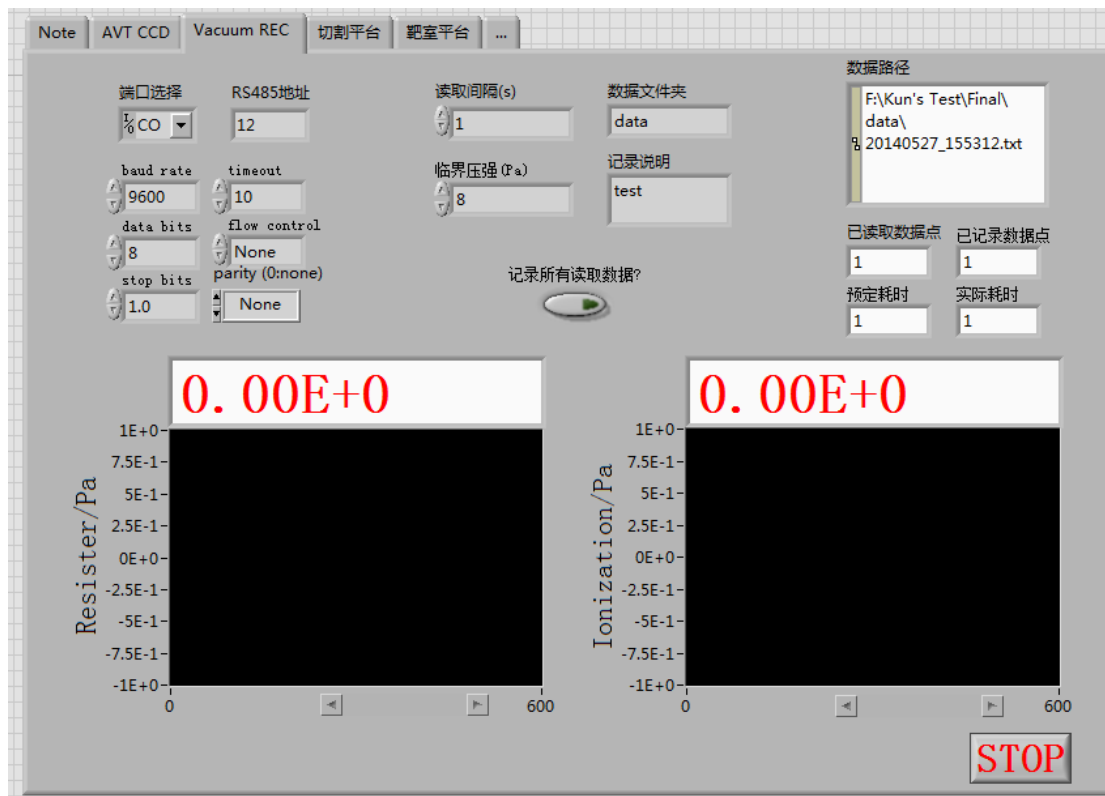 Note AVT CCD Vacuum REC 切割平台 靶室平台 ...
端口选择 RS485地址 读取间隔(s) 数据文件夹 数据路径
CO 12 1 data
F:\Kun's Test\Final\
data\
20140527_155312.txt
baud rate timeout 临界压强(Pa) 记录说明
9600 10 8 test
data bits flow control
8 None
stop bits parity (0:none)
1.0 None
记录所有读取数据?
已读取数据点 已记录数据点
1 1
预定耗时 实际耗时
1 1
0.00E+0
Resister/Pa
1E+0
7.5E-1
5E-1
2.5E-1
0E+0
-2.5E-1
-5E-1
-7.5E-1
-1E+0
0 600
0.00E+0
Ionization/Pa
1E+0
7.5E-1
5E-1
2.5E-1
0E+0
-2.5E-1
-5E-1
-7.5E-1
-1E+0
0 600
STOP